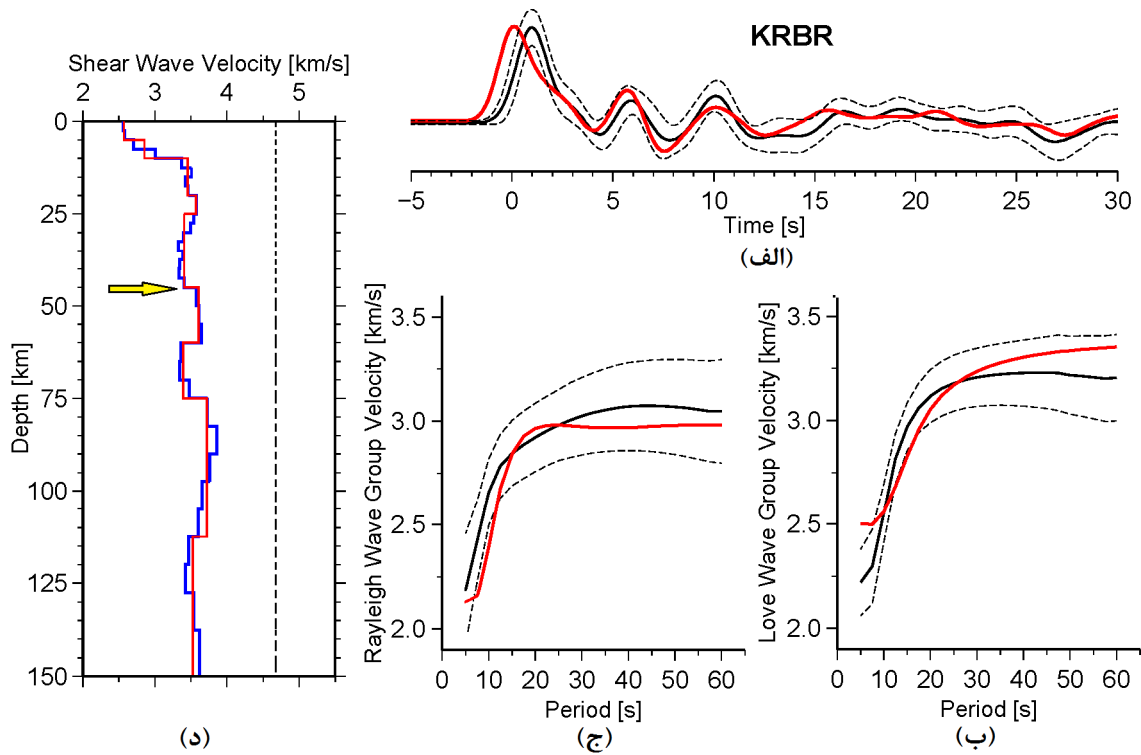 KRBR
−5 0 5 10 15 20 25 30
Time [s]
(الف)
Shear Wave Velocity [km/s]
2 3 4 5
0
25
50
75
100
125
150
Depth [km]
(د)
Rayleigh Wave Group Velocity [km/s]
3.5
3.0
2.5
2.0
0 10 20 30 40 50 60
Period [s]
(ج)
Love Wave Group Velocity [km/s]
3.5
3.0
2.5
2.0
0 10 20 30 40 50 60
Period [s]
(ب)